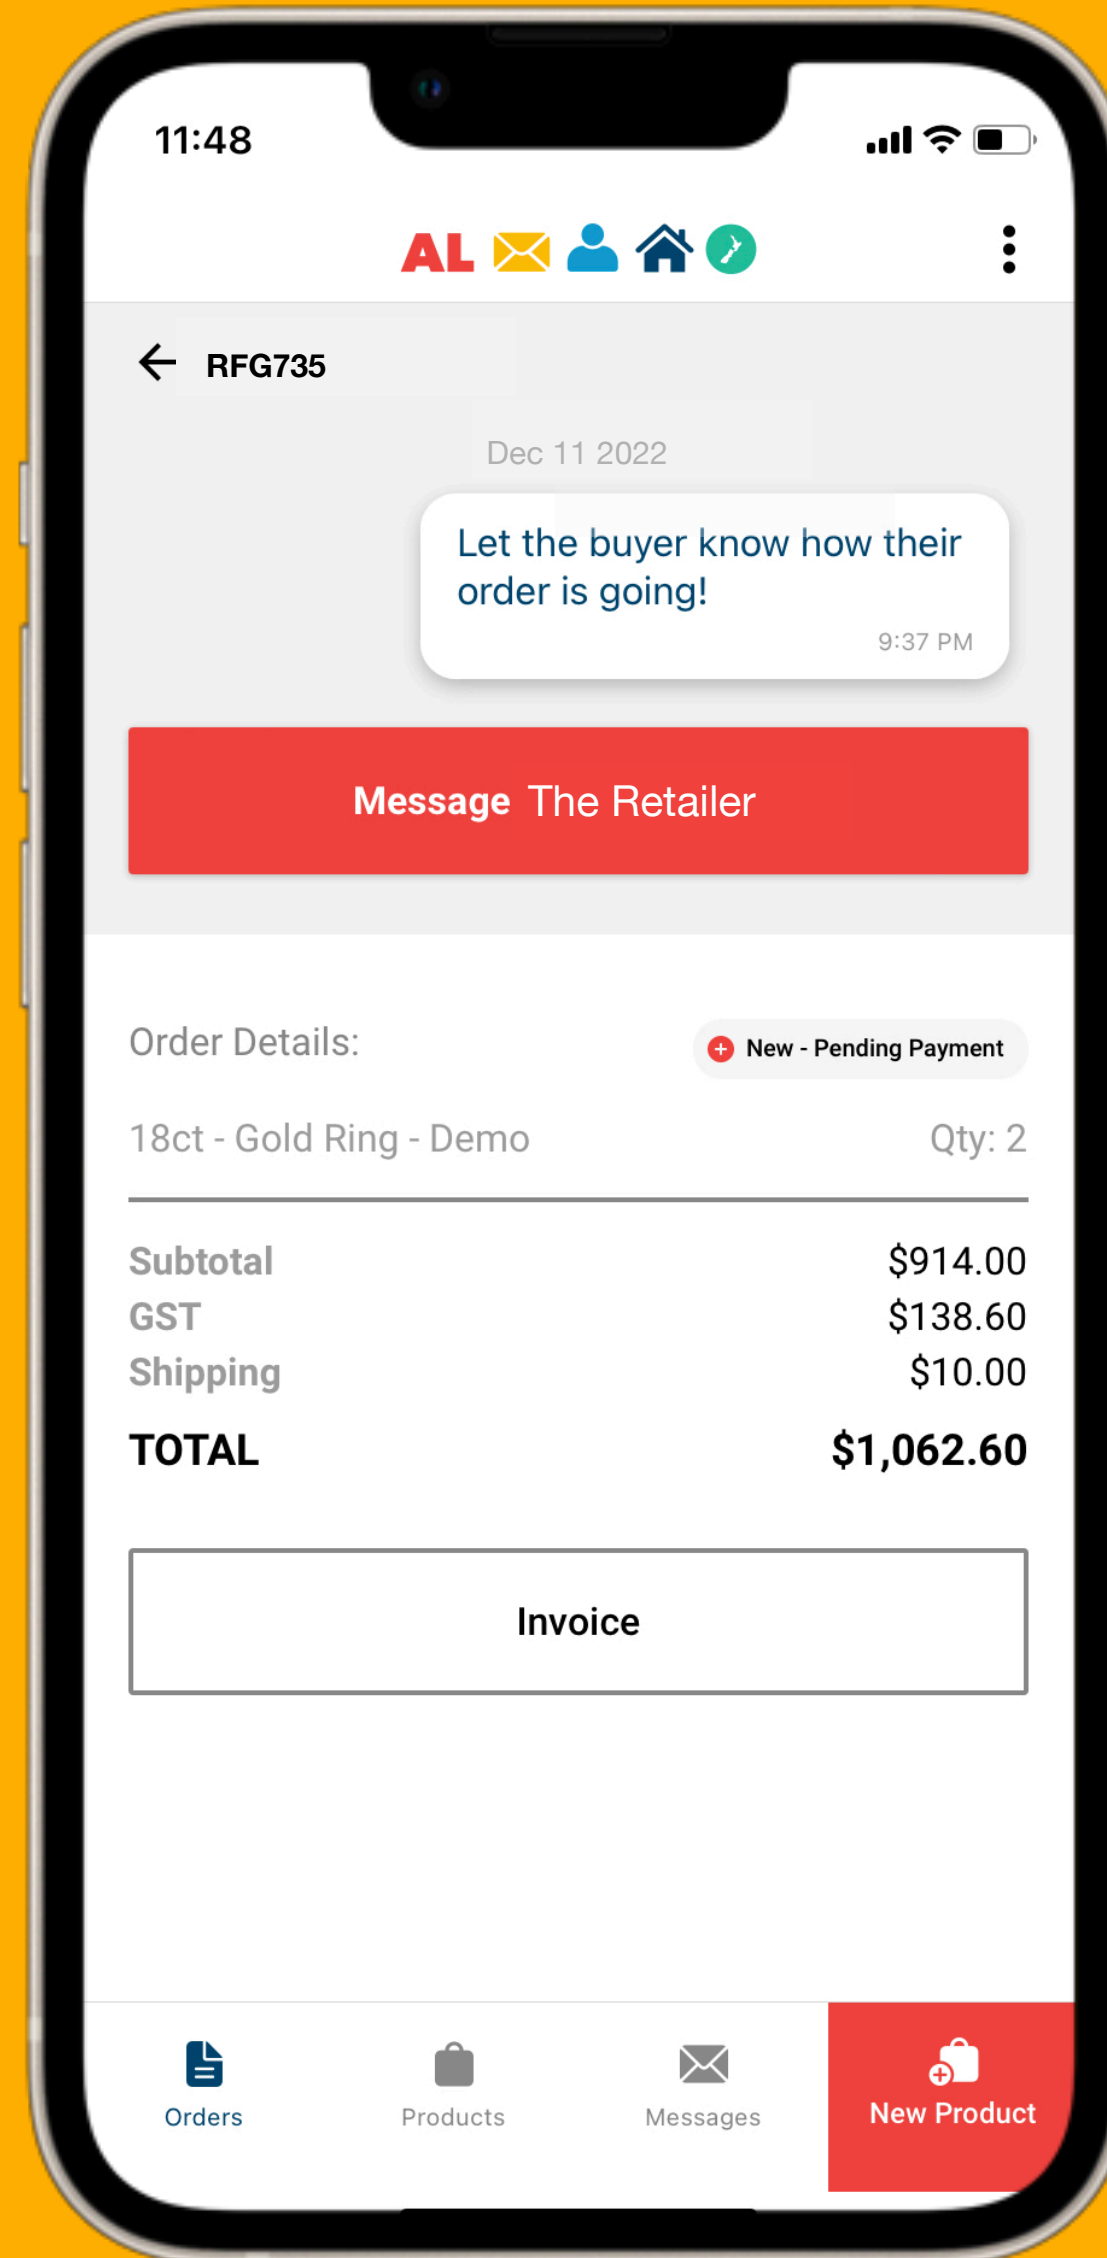 11:48
AL
RFG735
Dec 11 2022
Let the buyer know how their
order is going!
9:37 PM
Message The Retailer
Order Details:
New - Pending Payment
18ct - Gold Ring - Demo
Qty: 2
Subtotal
$914.00
GST
$138.60
Shipping
$10.00
TOTAL
$1,062.60
Invoice
Orders
Products
Messages
New Product